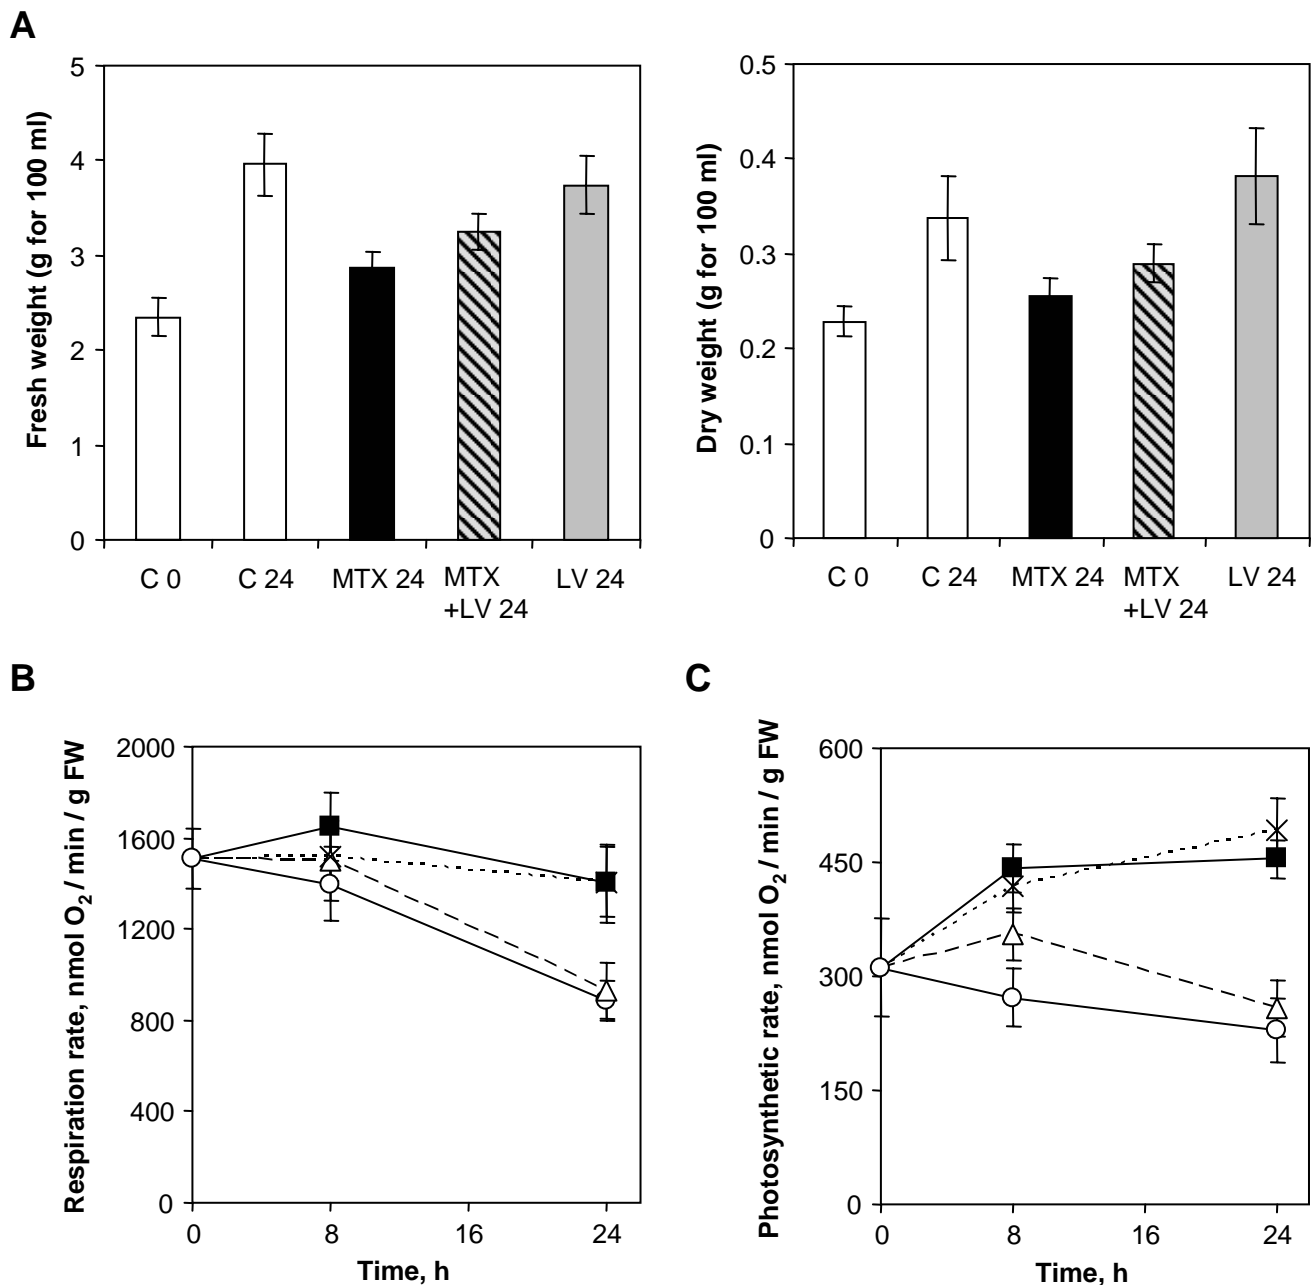 A
Fresh weight (g for 100 ml)
5
4
3
2
1
0
C 0 C 24 MTX 24 MTX LV 24
+LV 24
Dry weight (g for 100 ml)
0.5
0.4
0.3
0.2
0.1
0
C 0 C 24 MTX 24 MTX LV 24
+LV 24
B
Respiration rate, nmol O2 / min / g FW
2000
1600
1200
800
400
0
0 8 16 24
Time, h
C
Photosynthetic rate, nmol O2 / min / g FW
600
450
300
150
0
0 8 16 24
Time, h